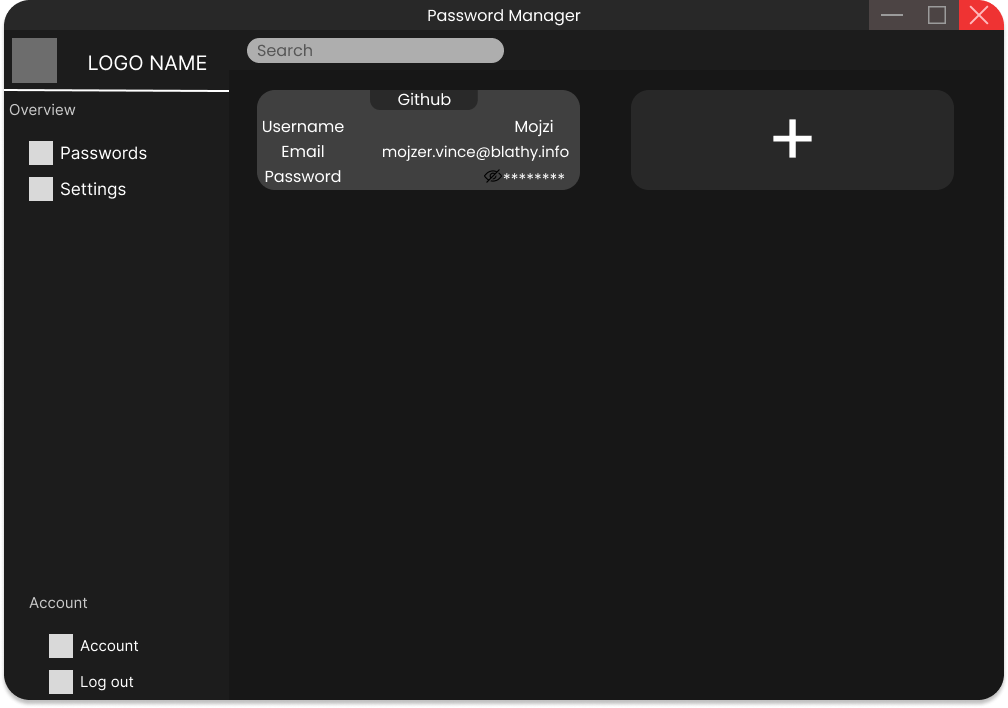 Password Manager
LOGO NAME
Search
Overview
Passwords
Settings
Github
Username Mojzi
Email mojzer.vince@blathy.info
Password ********
Account
Account
Log out